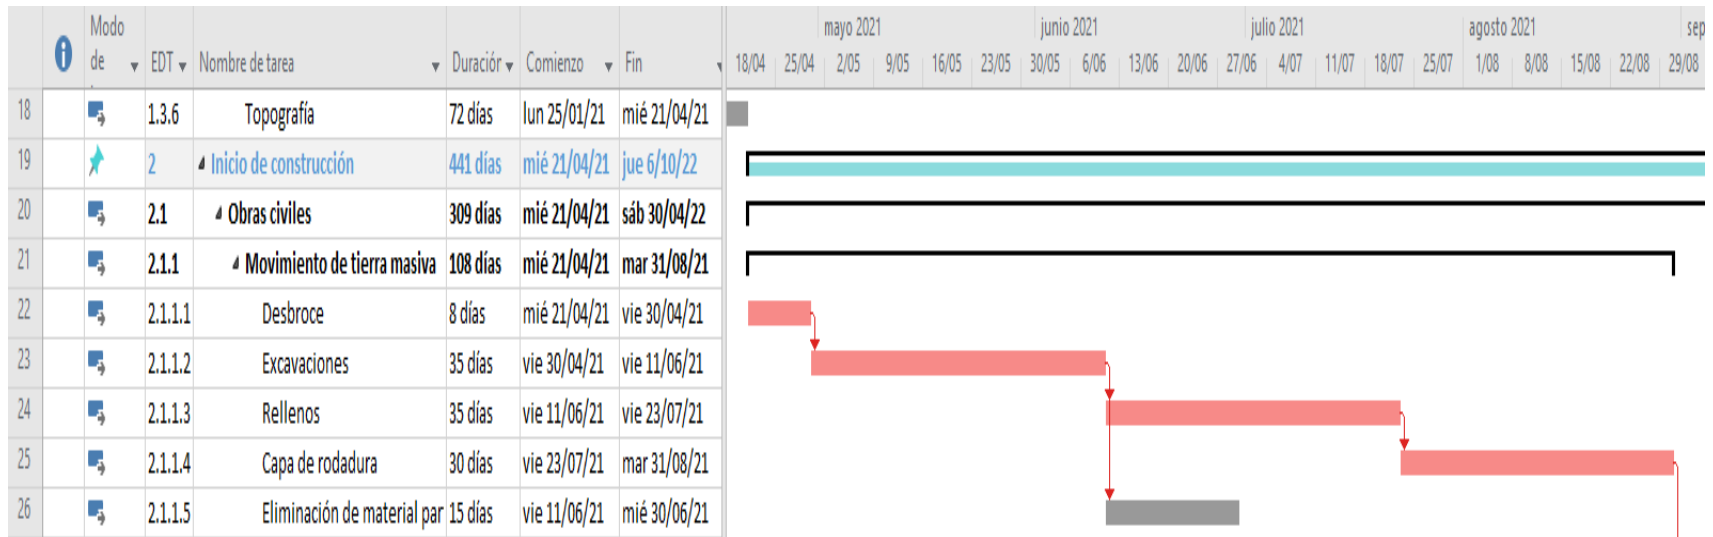 Modo
de
EDT Nombre de tarea Duración Comienzo Fin
mayo 2021 junio 2021 julio 2021 agosto 2021 sep
18/04 25/04 2/05 9/05 16/05 23/05 30/05 6/06 13/06 20/06 27/06 4/07 11/07 18/07 25/07 1/08 8/08 15/08 22/08 29/08
18 1.3.6 Topografía 72 días lun 25/01/21 mié 21/04/21
19 2 Inicio de construcción 441 días mié 21/04/21 jue 6/10/22
20 2.1 Obras civiles 309 días mié 21/04/21 sáb 30/04/22
21 2.1.1 Movimiento de tierra masiva 108 días mié 21/04/21 mar 31/08/21
22 2.1.1.1 Desbroce 8 días mié 21/04/21 vie 30/04/21
23 2.1.1.2 Excavaciones 35 días vie 30/04/21 vie 11/06/21
24 2.1.1.3 Rellenos 35 días vie 11/06/21 vie 23/07/21
25 2.1.1.4 Capa de rodadura 30 días vie 23/07/21 mar 31/08/21
26 2.1.1.5 Eliminación de material par 15 días vie 11/06/21 mié 30/06/21